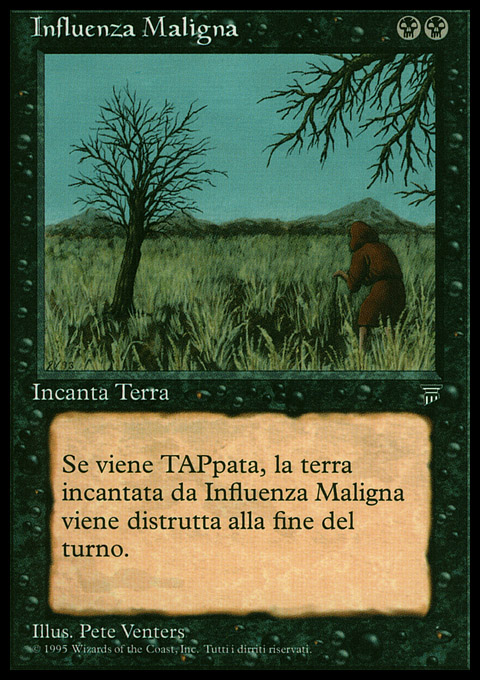 Influenza Maligna
Incanta Terra
Se viene TAPpata, la terra
incantata da Influenza Maligna
viene distrutta alla fine del
turno.
Illus. Pete Venters
© 1995 Wizards of the Coast, Inc. Tutti i dirriti riservati.